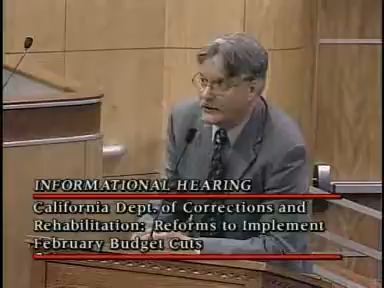 INFORMATIONAL HEARING
California Dept. of Corrections and
Rehabilitation: Reforms to Implement
February Budget Cuts